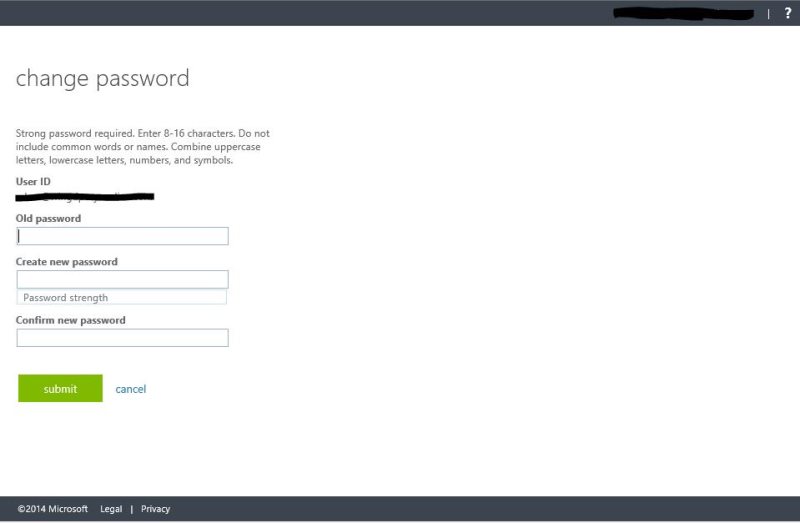 | ?
change password
Strong password required. Enter 8-16 characters. Do not
include common words or names. Combine uppercase
letters, lowercase letters, numbers, and symbols.
User ID
Old password
Create new password
Password strength
Confirm new password
submit cancel
©2014 Microsoft Legal | Privacy